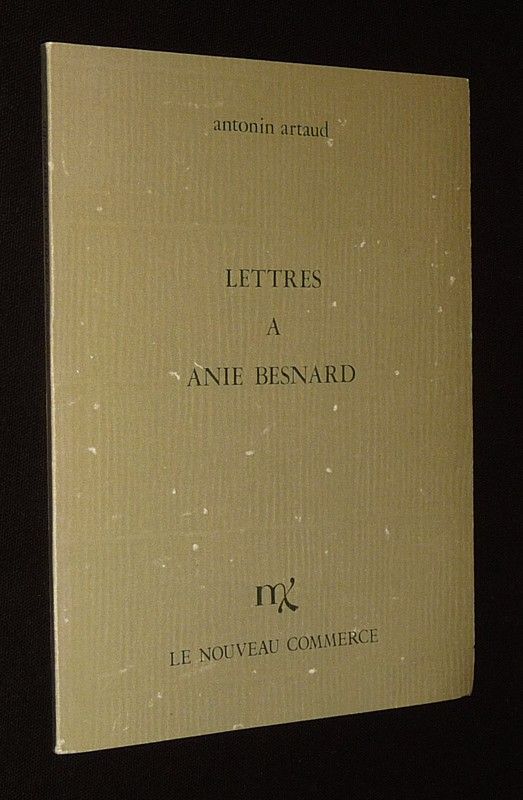 antonin artaud
LETTRES
A
ANIE BESNARD
LE NOUVEAU COMMERCE